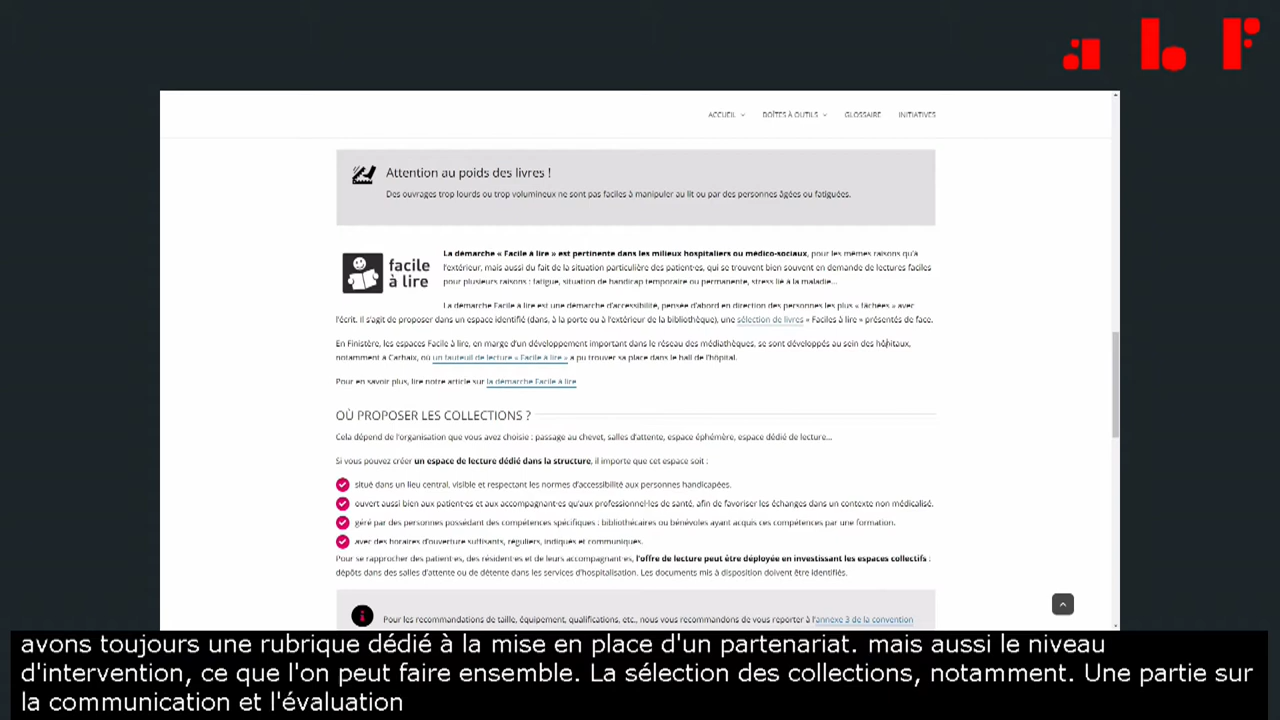 a b f
ACCUEIL
BOÎTES À OUTILS
GLOSSAIRE
INITIATIVES
Attention au poids des livres !
Des ouvrages trop lourds ou trop volumineux ne sont pas faciles à manipuler au lit ou par des personnes âgées ou fatiguées.
facile
à lire
La démarche « Facile à lire » est pertinente dans les milieux hospitaliers ou médico-sociaux, pour les mêmes raisons qu'à
l'extérieur, mais aussi du fait de la situation particulière des patient·es, qui se trouvent bien souvent en demande de lectures faciles
pour plusieurs raisons : fatigue, situation de handicap temporaire ou permanente, stress lié à la maladie…
La démarche Facile à lire est une démarche d'accessibilité, pensée d'abord en direction des personnes les plus « fâchées » avec
l'écrit. Il s'agit de proposer dans un espace identifié (dans, à la porte ou à l'extérieur de la bibliothèque), une sélection de livres « Faciles à lire » présentés de face.
En Finistère, les espaces Facile à lire, en marge d'un développement important dans le réseau des médiathèques, se sont développés au sein des hôpitaux,
notamment à Carhaix, où un fauteuil de lecture « Facile à lire » a pu trouver sa place dans le hall de l'hôpital.
Pour en savoir plus, lire notre article sur la démarche Facile à lire
OÙ PROPOSER LES COLLECTIONS ?
Cela dépend de l'organisation que vous avez choisie : passage au chevet, salles d'attente, espace éphémère, espace dédié de lecture…
Si vous pouvez créer un espace de lecture dédié dans la structure, il importe que cet espace soit :
situé dans un lieu central, visible et respectant les normes d'accessibilité aux personnes handicapées.
ouvert aussi bien aux patient·es et aux accompagnant·es qu'aux professionnel·les de santé, afin de favoriser les échanges dans un contexte non médicalisé.
géré par des personnes possédant des compétences spécifiques : bibliothécaires ou bénévoles ayant acquis ces compétences par une formation.
avec des horaires d'ouverture suffisants, réguliers, indiqués et communiqués.
Pour se rapprocher des patient·es, des résident·es et de leurs accompagnant·es, l'offre de lecture peut être déployée en investissant les espaces collectifs :
dépôts dans des salles d'attente ou de détente dans les services d'hospitalisation. Les documents mis à disposition doivent être identifiés.
Pour les recommandations de taille, équipement, qualifications, etc., nous vous recommandons de vous reporter à l'annexe 3 de la convention
avons toujours une rubrique dédié à la mise en place d'un partenariat. mais aussi le niveau
d'intervention, ce que l'on peut faire ensemble. La sélection des collections, notamment. Une partie sur
la communication et l'évaluation